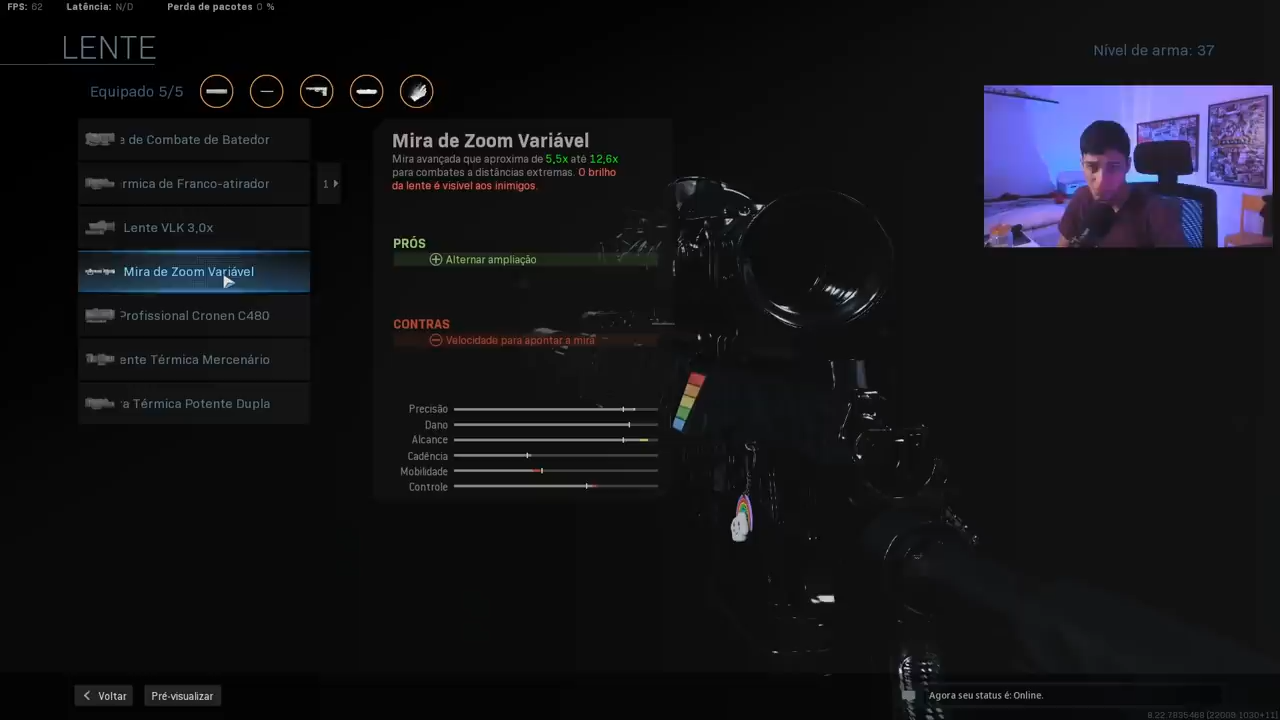 FPS: 62 Latência: N/D Perda de pacotes 0 %
LENTE
Nível de arma: 37
Equipado 5/5
e de Combate de Batedor
rmica de Franco-atirador
1
Lente VLK 3,0x
Mira de Zoom Variável
Profissional Cronen C480
ente Térmica Mercenário
a Térmica Potente Dupla
Mira de Zoom Variável
Mira avançada que aproxima de 5,5x até 12,6x
para combates a distâncias extremas. O brilho
da lente é visível aos inimigos.
PRÓS
Alternar ampliação
CONTRAS
Velocidade para apontar a mira
Precisão
Dano
Alcance
Cadência
Mobilidade
Controle
Voltar
Pré-visualizar
Agora seu status é: Online.